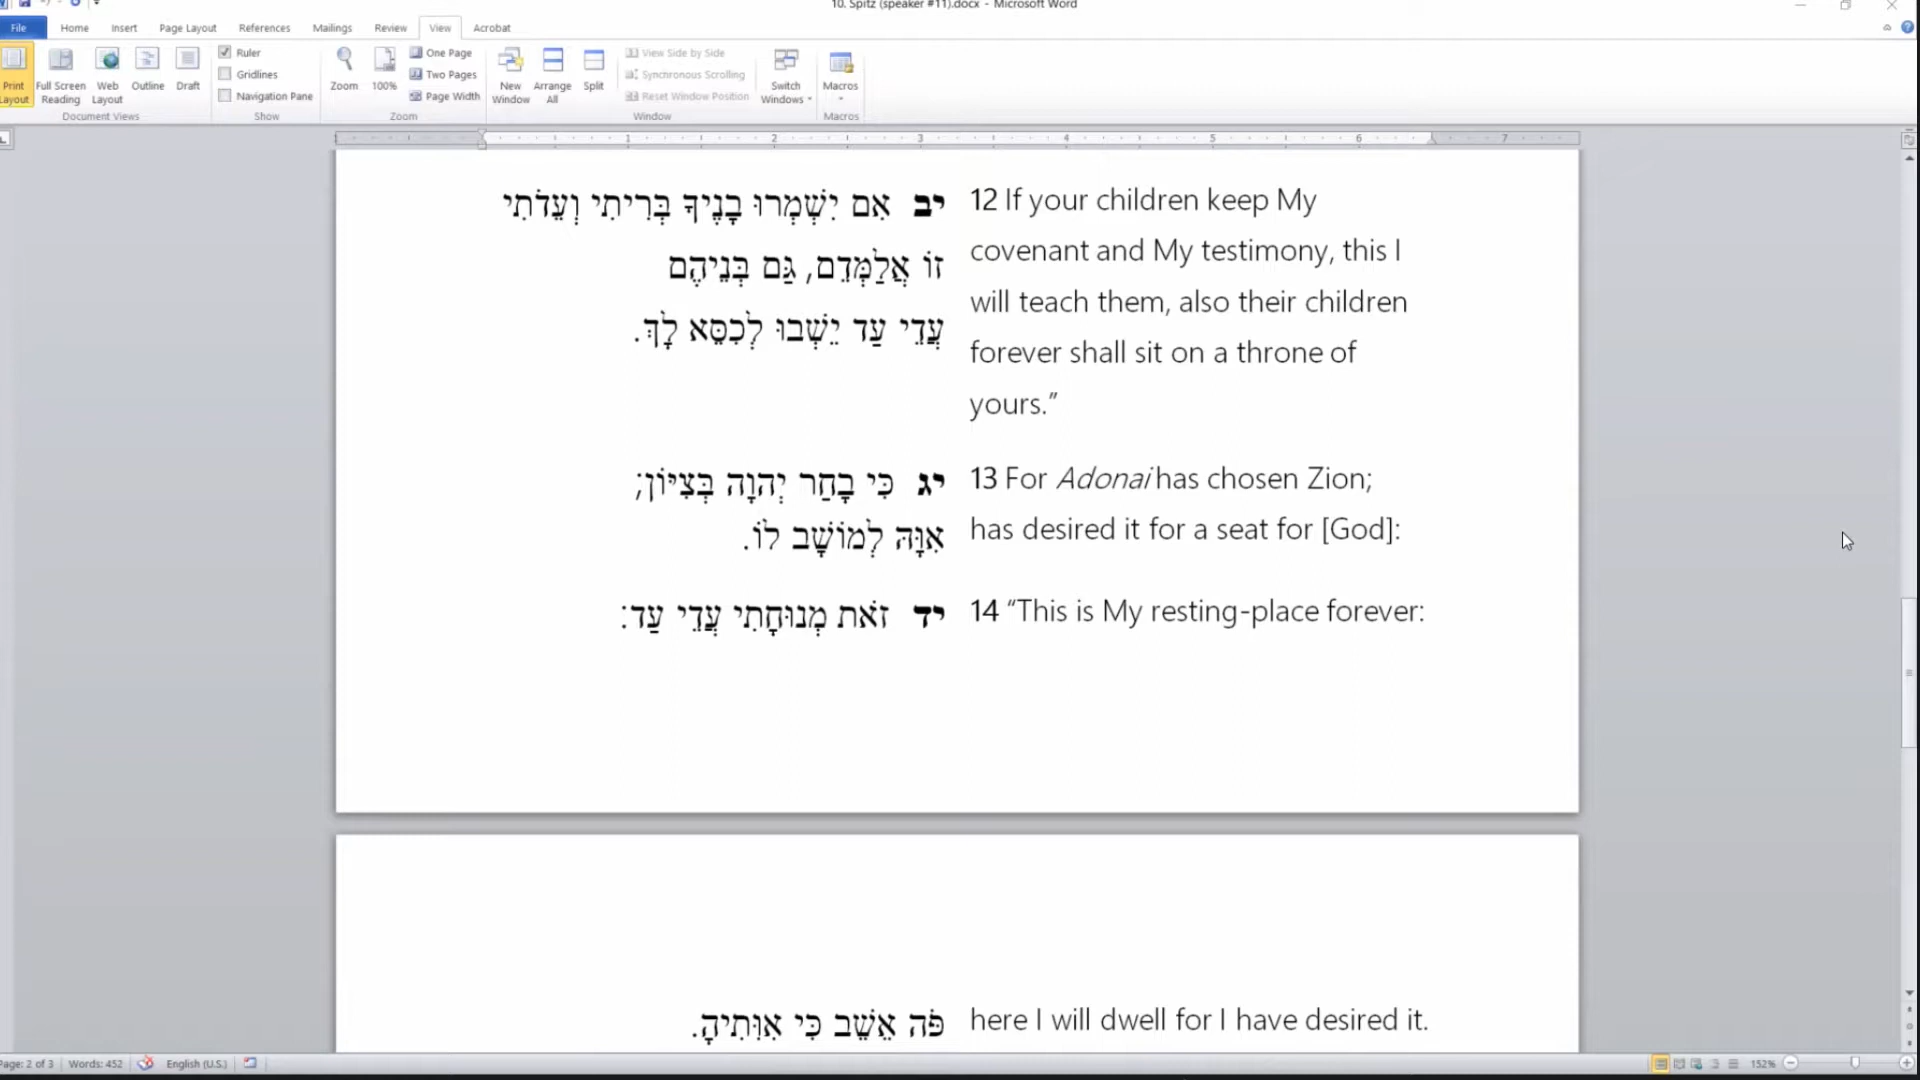 10. Spitz (speaker #11).docx - Microsoft Word
File Home Insert Page Layout References Mailings Review View Acrobat
Print Layout
Full Screen Reading
Web Layout
Outline
Draft
Document Views
Ruler
Gridlines
Navigation Pane
Show
Zoom
100%
One Page
Two Pages
Page Width
Zoom
New Window
Arrange All
Split
View Side by Side
Synchronous Scrolling
Reset Window Position
Window
Switch Windows
Macros
Macros
1 2 3 4 5 6 7
יב אִם יִשְׁמְרוּ בָנֶיךָ בְּרִיתִי וְעֵדֹתִי
זוֹ אֲלַמְּדֵם, גַּם בְּנֵיהֶם
עֲדֵי עַד יֵשְׁבוּ לְכִסֵּא לָךְ.
12 If your children keep My
covenant and My testimony, this I
will teach them, also their children
forever shall sit on a throne of
yours.”
יג כִּי בָחַר יְהוָה בְּצִיּוֹן;
אִוָּהּ לְמוֹשָׁב לוֹ.
13 For Adonai has chosen Zion;
has desired it for a seat for [God]:
יד זֹאת מְנוּחָתִי עֲדֵי עַד:
14 “This is My resting-place forever:
פֹּה אֵשֵׁב כִּי אִוִּתִיהָ.
here I will dwell for I have desired it.
Page: 2 of 3 Words: 452 English (U.S.) 152%